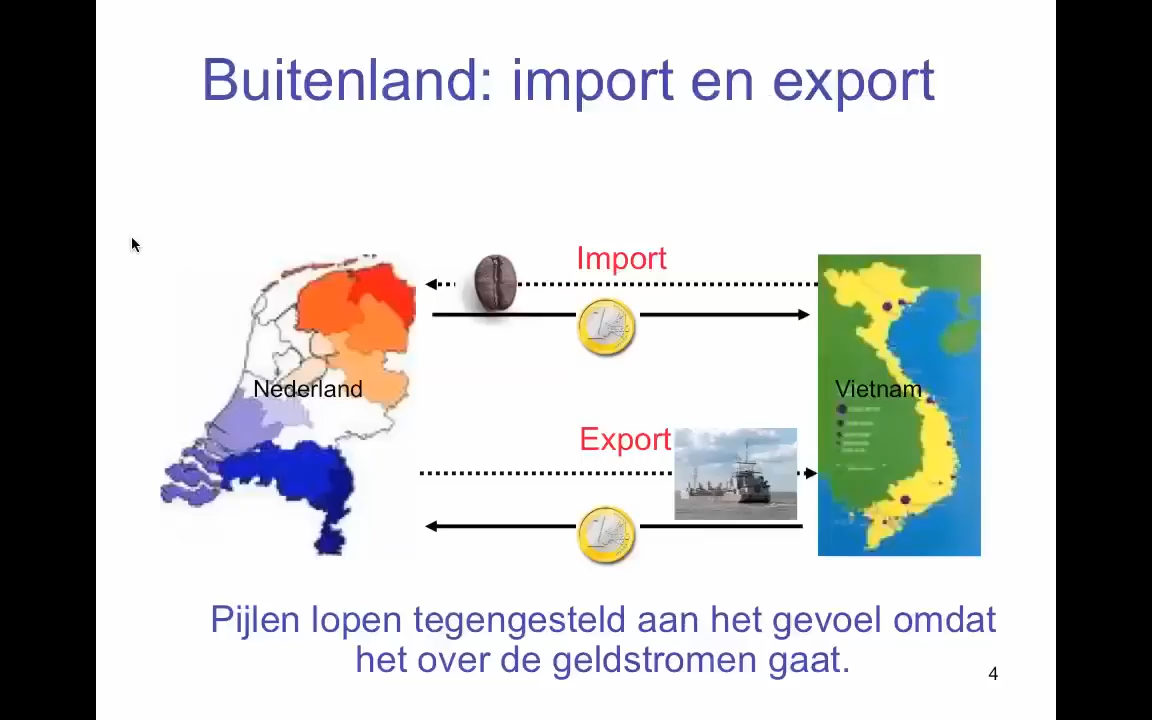 Buitenland: import en export
Import
Nederland
Vietnam
Export
Pijlen lopen tegengesteld aan het gevoel omdat
het over de geldstromen gaat.
4